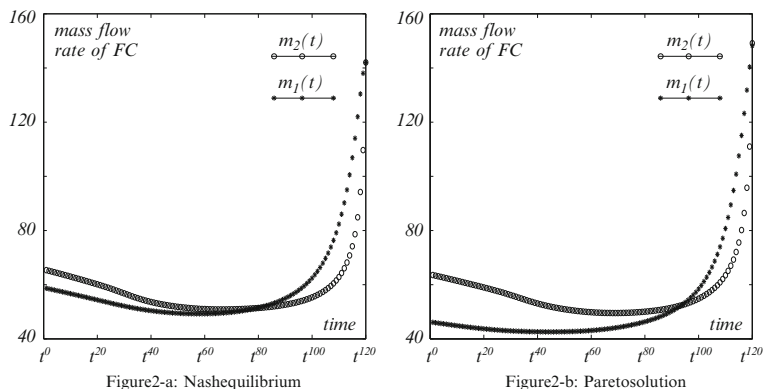 160
120
80
40
mass flow
rate of FC
m₂(t)
m₁(t)
time
t⁰ t²⁰ t⁴⁰ t⁶⁰ t⁸⁰ t¹⁰⁰ t¹²⁰
Figure2-a: Nashequilibrium
160
120
80
40
mass flow
rate of FC
m₂(t)
m₁(t)
time
t⁰ t²⁰ t⁴⁰ t⁶⁰ t⁸⁰ t¹⁰⁰ t¹²⁰
Figure2-b: Paretosolution